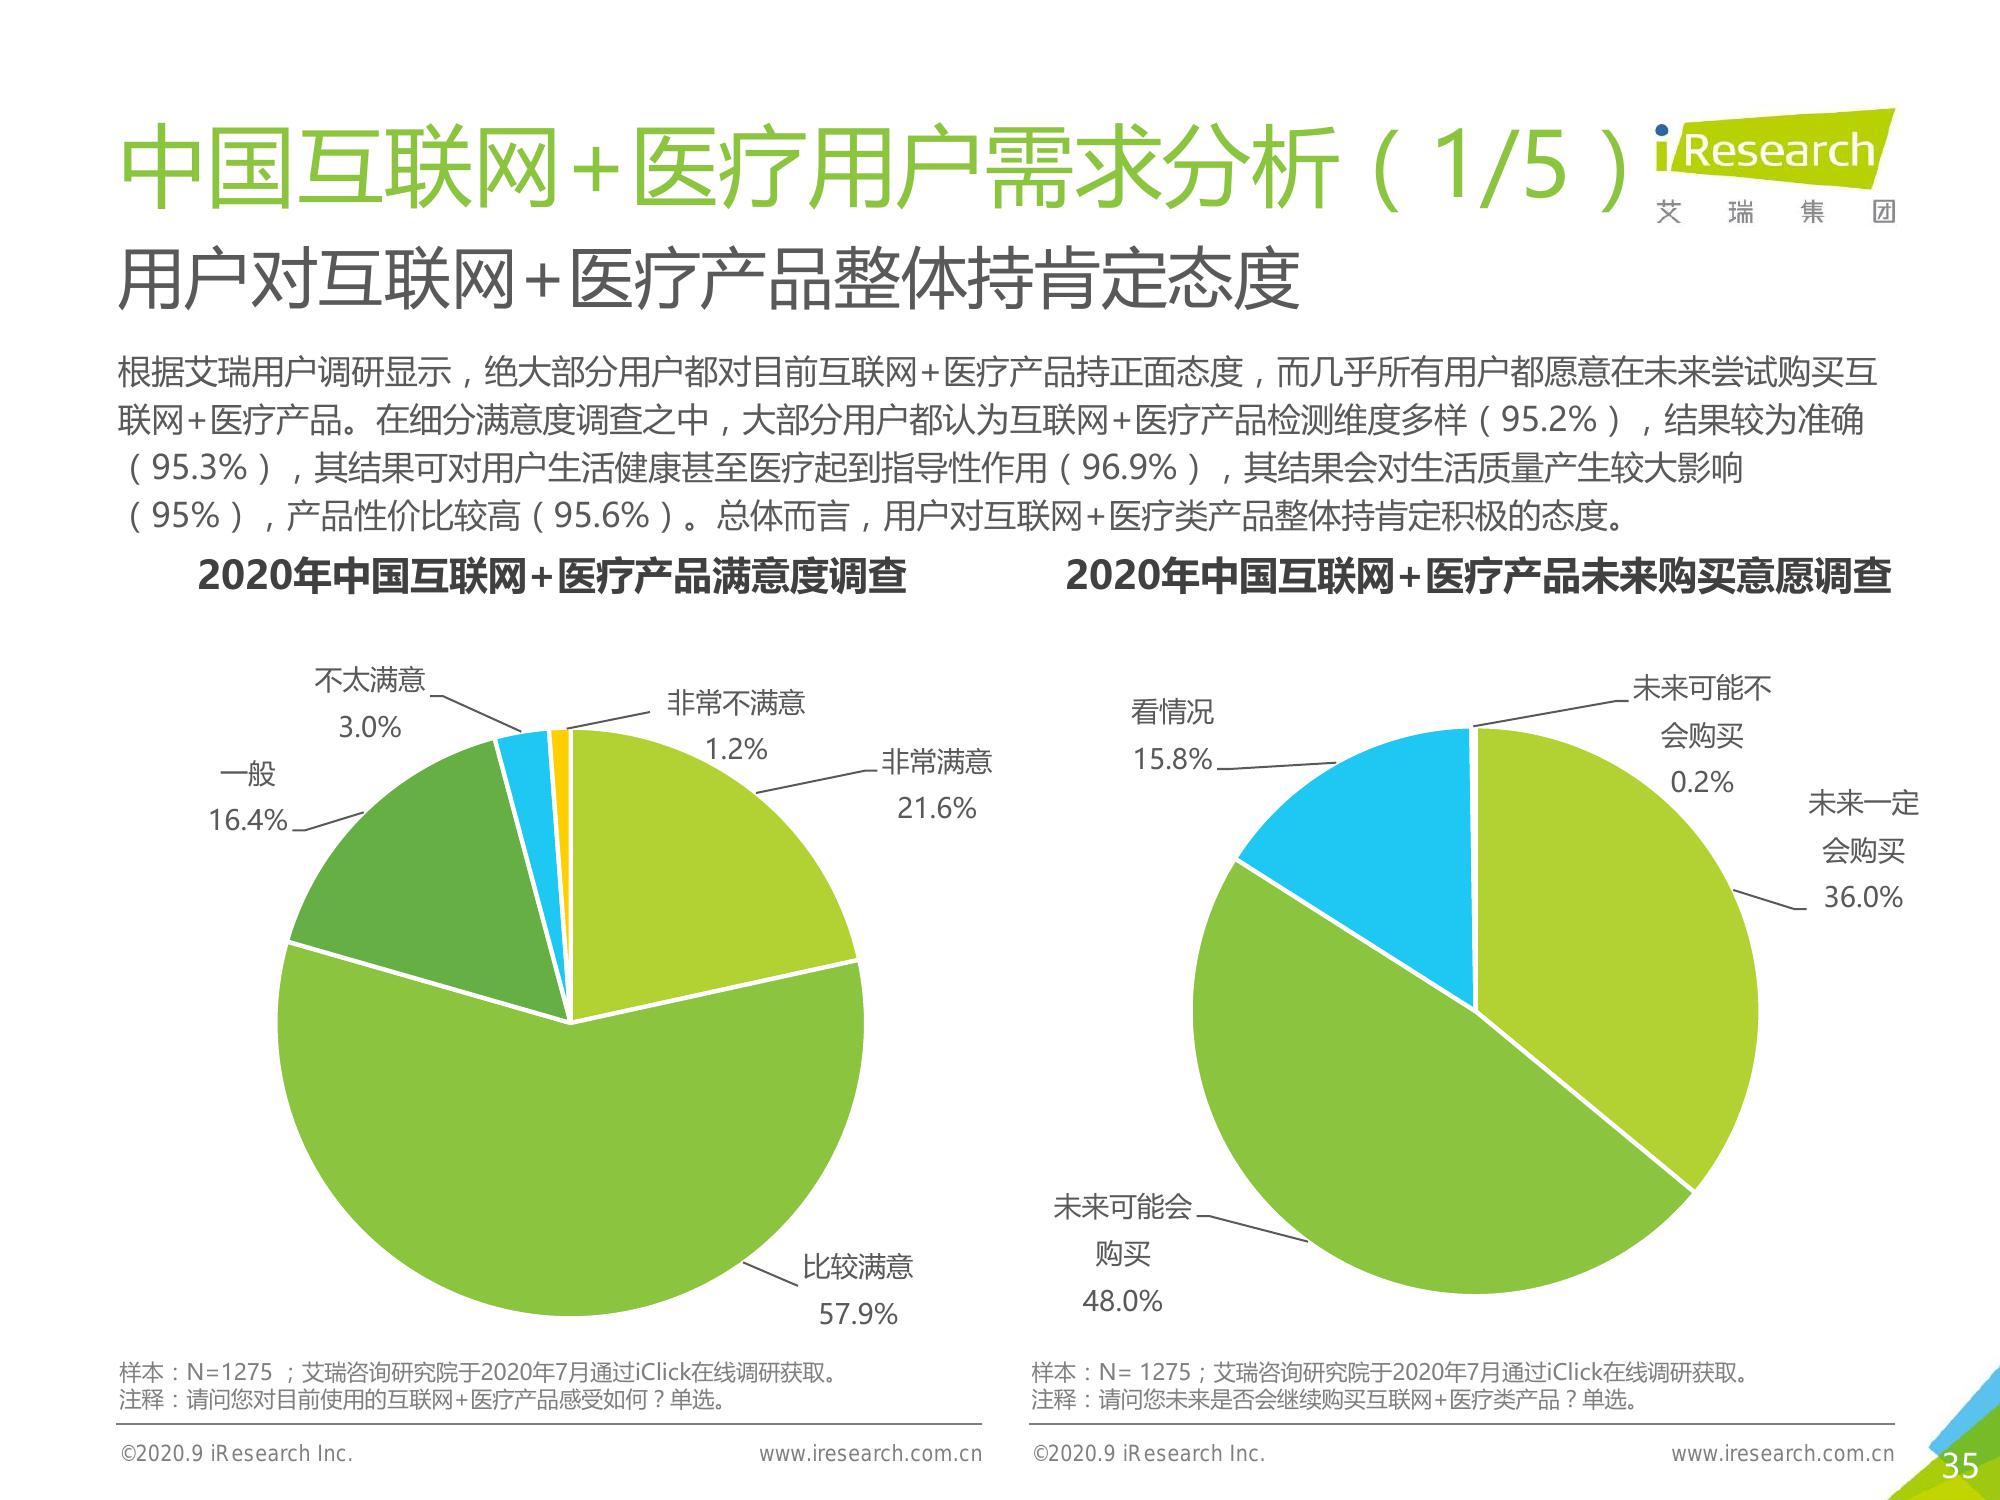 中国互联网+医疗用户需求分析（1/5）
iResearch
艾瑞集团
用户对互联网+医疗产品整体持肯定态度
根据艾瑞用户调研显示，绝大部分用户都对目前互联网+医疗产品持正面态度，而几乎所有用户都愿意在未来尝试购买互
联网+医疗产品。在细分满意度调查之中，大部分用户都认为互联网+医疗产品检测维度多样（95.2%），结果较为准确
（95.3%），其结果可对用户生活健康甚至医疗起到指导性作用（96.9%），其结果会对生活质量产生较大影响
（95%），产品性价比较高（95.6%）。总体而言，用户对互联网+医疗类产品整体持肯定积极的态度。
2020年中国互联网+医疗产品满意度调查
不太满意
3.0%
非常不满意
1.2%
非常满意
21.6%
一般
16.4%
比较满意
57.9%
样本：N=1275 ；艾瑞咨询研究院于2020年7月通过iClick在线调研获取。
注释：请问您对目前使用的互联网+医疗产品感受如何？单选。
©2020.9 iResearch Inc.
www.iresearch.com.cn
2020年中国互联网+医疗产品未来购买意愿调查
看情况
15.8%
未来可能不
会购买
0.2%
未来一定
会购买
36.0%
未来可能会
购买
48.0%
样本：N= 1275；艾瑞咨询研究院于2020年7月通过iClick在线调研获取。
注释：请问您未来是否会继续购买互联网+医疗类产品？单选。
©2020.9 iResearch Inc.
www.iresearch.com.cn
35